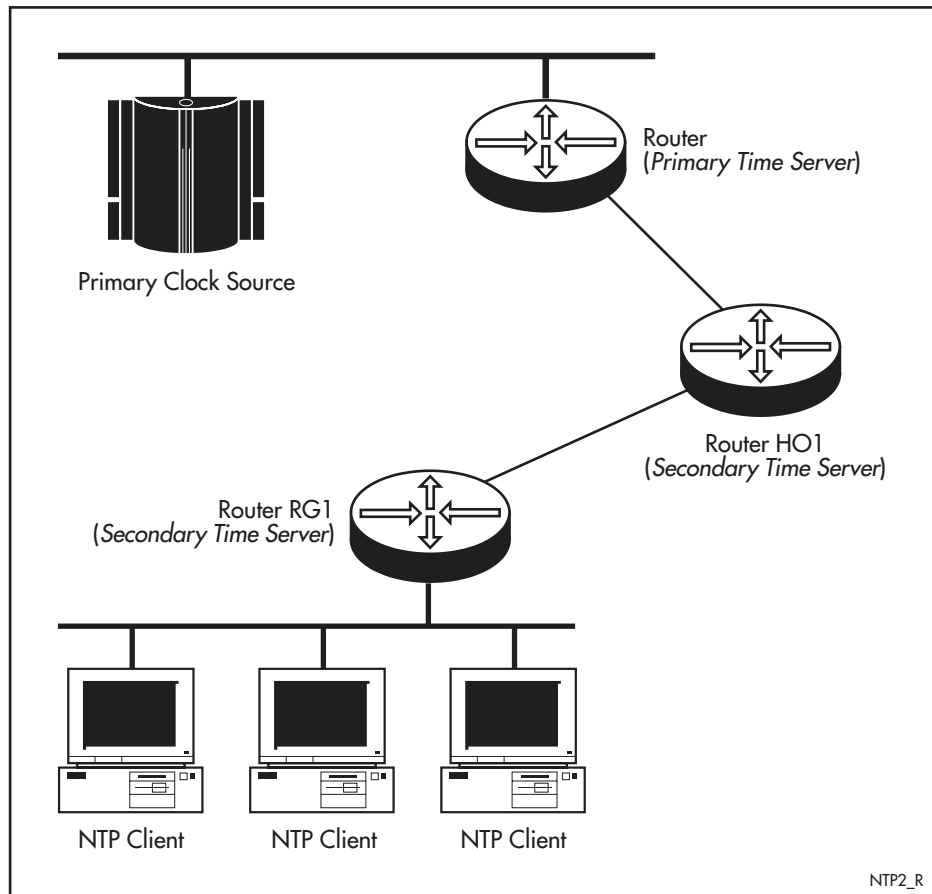 Router
(Primary Time Server)
Primary Clock Source
Router HO1
(Secondary Time Server)
Router RG1
(Secondary Time Server)
NTP Client
NTP Client
NTP Client
NTP2_R